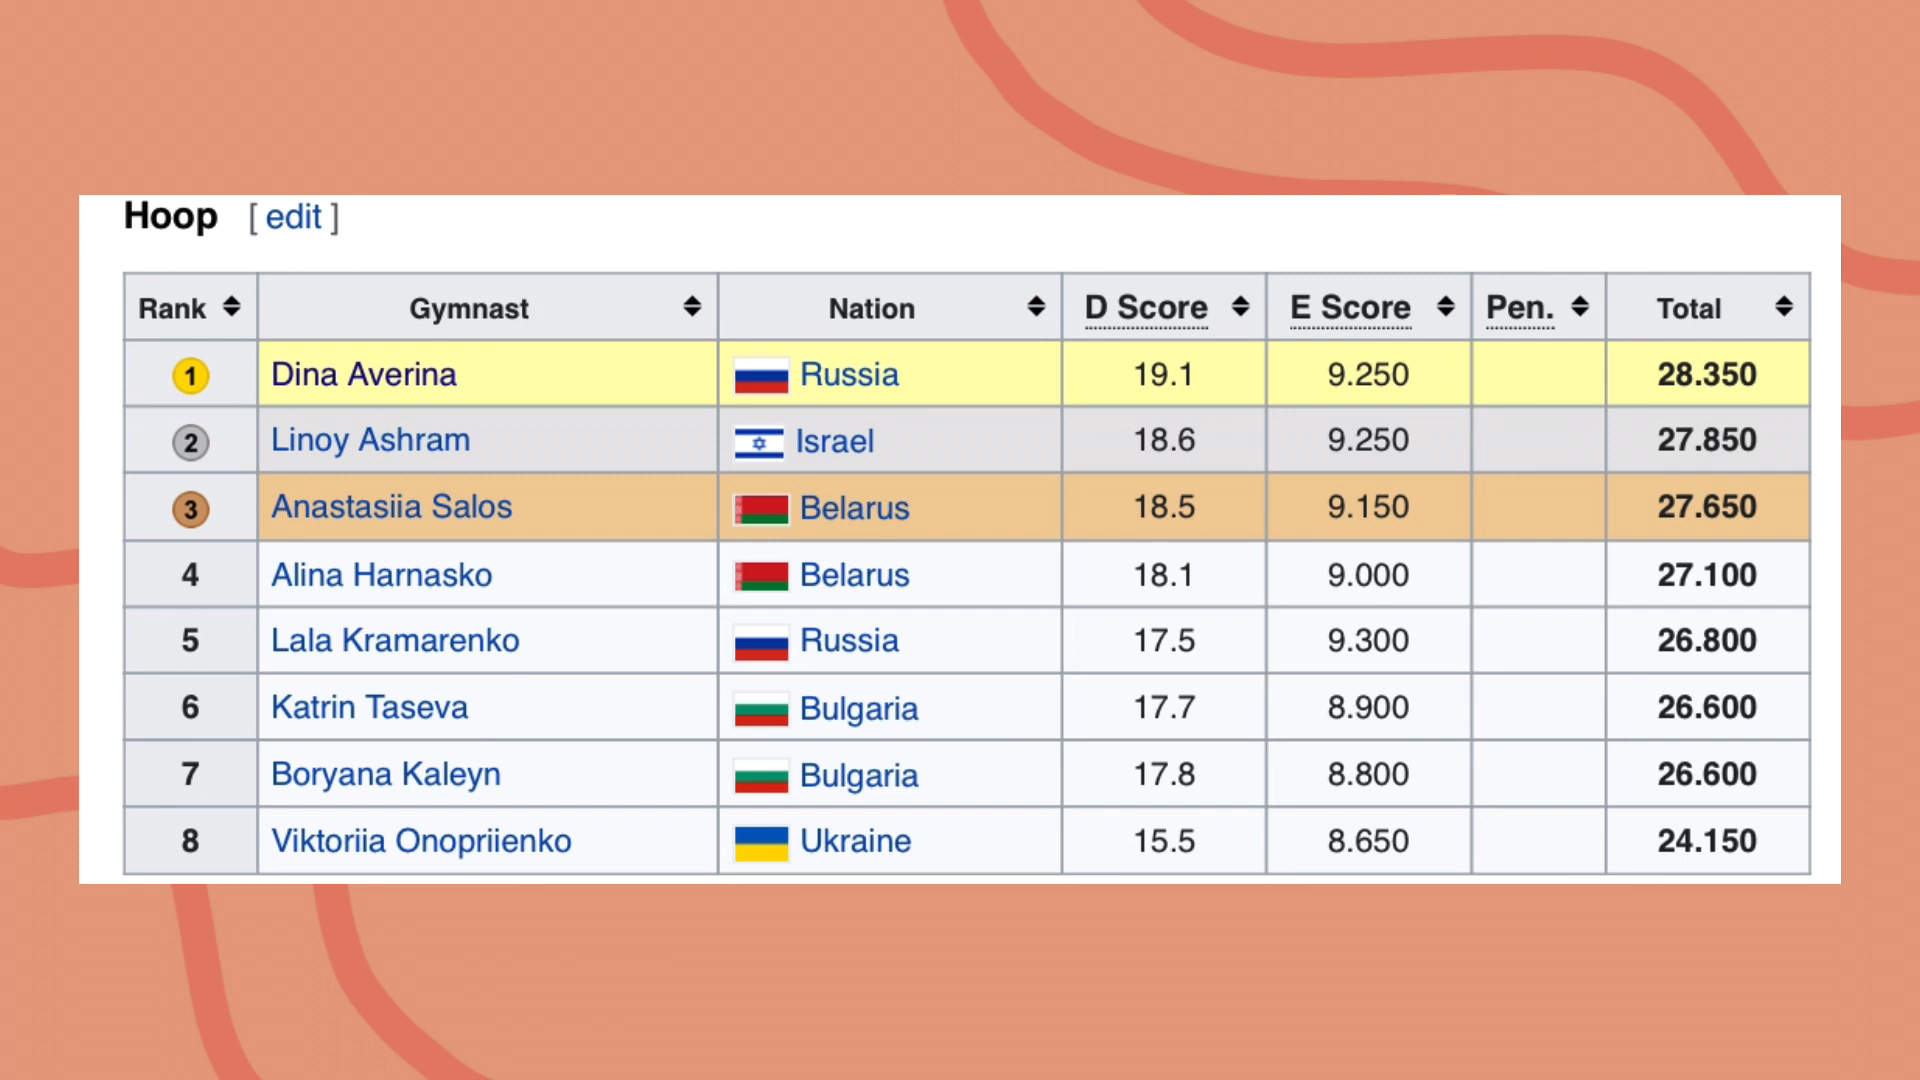 Hoop [ edit ]
Rank Gymnast Nation D Score E Score Pen. Total
1 Dina Averina Russia 19.1 9.250 28.350
2 Linoy Ashram Israel 18.6 9.250 27.850
3 Anastasiia Salos Belarus 18.5 9.150 27.650
4 Alina Harnasko Belarus 18.1 9.000 27.100
5 Lala Kramarenko Russia 17.5 9.300 26.800
6 Katrin Taseva Bulgaria 17.7 8.900 26.600
7 Boryana Kaleyn Bulgaria 17.8 8.800 26.600
8 Viktoriia Onopriienko Ukraine 15.5 8.650 24.150